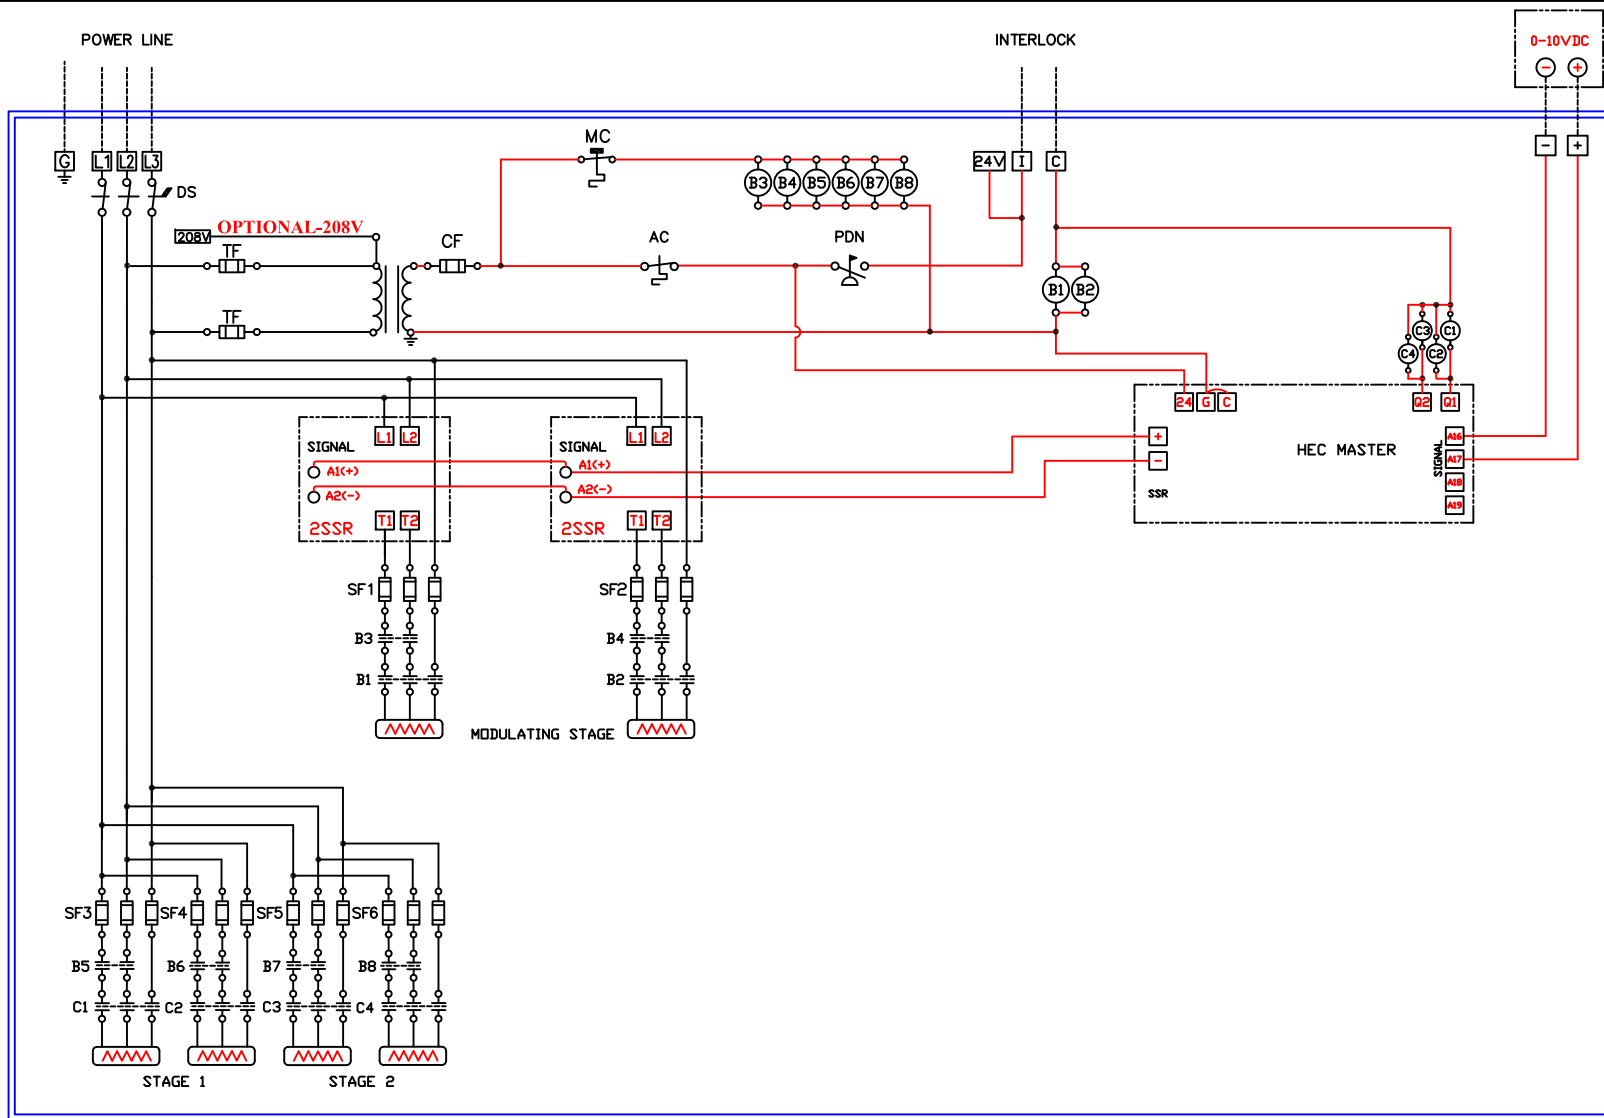 POWER LINE
INTERLOCK
0-10VDC
- +
MC
G L1 L2 L3
24V I C
- +
DS
B3 B4 B5 B6 B7 B8
OPTIONAL-208V
208V
TF
CF
AC
PDN
B1 B2
TF
C3 C1
C4 C2
24 G C
Q2 Q1
L1 L2
L1 L2
SIGNAL
SIGNAL
+
HEC MASTER
SIGNAL
A16
A17
A18
A19
A1(+)
A1(+)
-
A2(-)
A2(-)
SSR
T1 T2
T1 T2
2SSR
2SSR
SF1
SF2
B3
B4
B1
B2
MODULATING STAGE
SF3 SF4 SF5 SF6
B5 B6 B7 B8
C1 C2 C3 C4
STAGE 1
STAGE 2